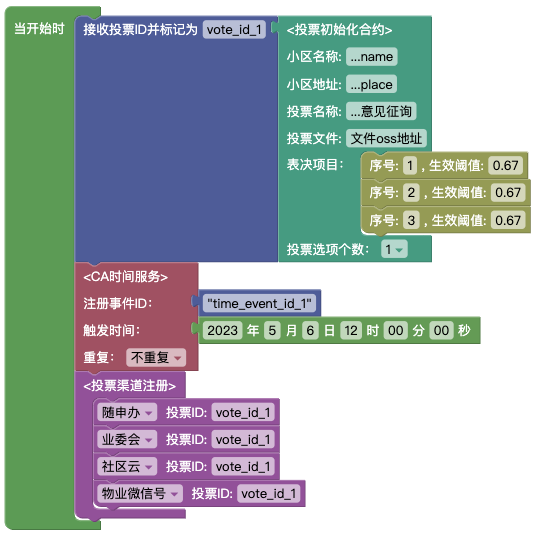 当开始时 接收投票ID并标记为 vote_id_1 <投票初始化合约>
小区名称: ...name
小区地址: ...place
投票名称: ...意见征询
投票文件: 文件oss地址
表决项目: 序号: 1 , 生效阈值: 0.67
序号: 2 , 生效阈值: 0.67
序号: 3 , 生效阈值: 0.67
投票选项个数: 1
<CA时间服务>
注册事件ID: "time_event_id_1"
触发时间: 2023 年 5 月 6 日 12 时 00 分 00 秒
重复: 不重复
<投票渠道注册>
随申办 投票ID: vote_id_1
业委会 投票ID: vote_id_1
社区云 投票ID: vote_id_1
物业微信号 投票ID: vote_id_1